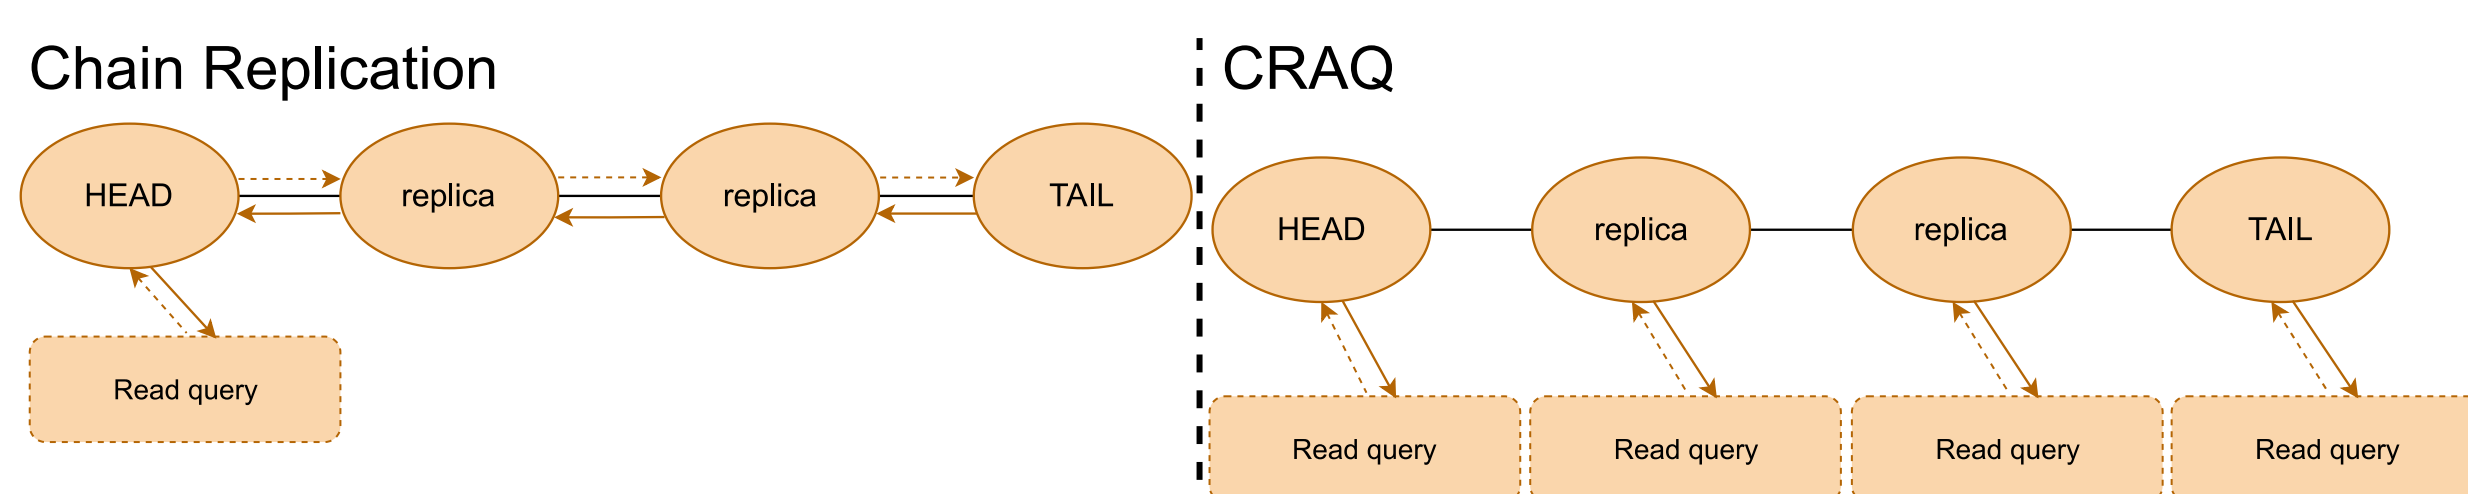 Chain Replication
HEAD
replica
replica
TAIL
Read query
CRAQ
HEAD
replica
replica
TAIL
Read query
Read query
Read query
Read query